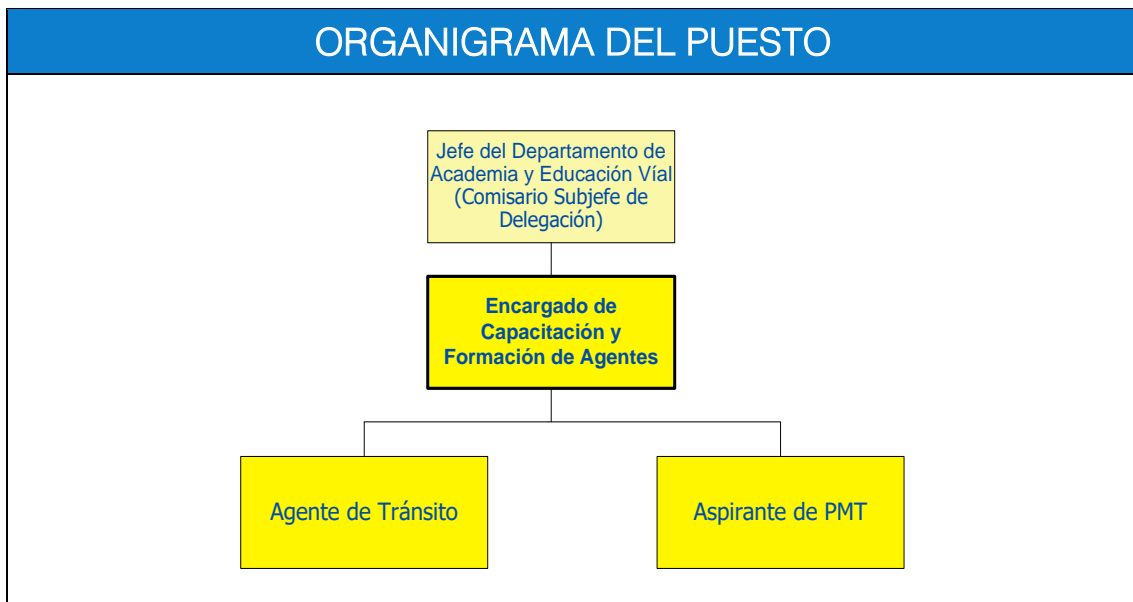 ORGANIGRAMA DEL PUESTO
Jefe del Departamento de
Academia y Educación Víal
(Comisario Subjefe de
Delegación)
Encargado de
Capacitación y
Formación de Agentes
Agente de Tránsito
Aspirante de PMT